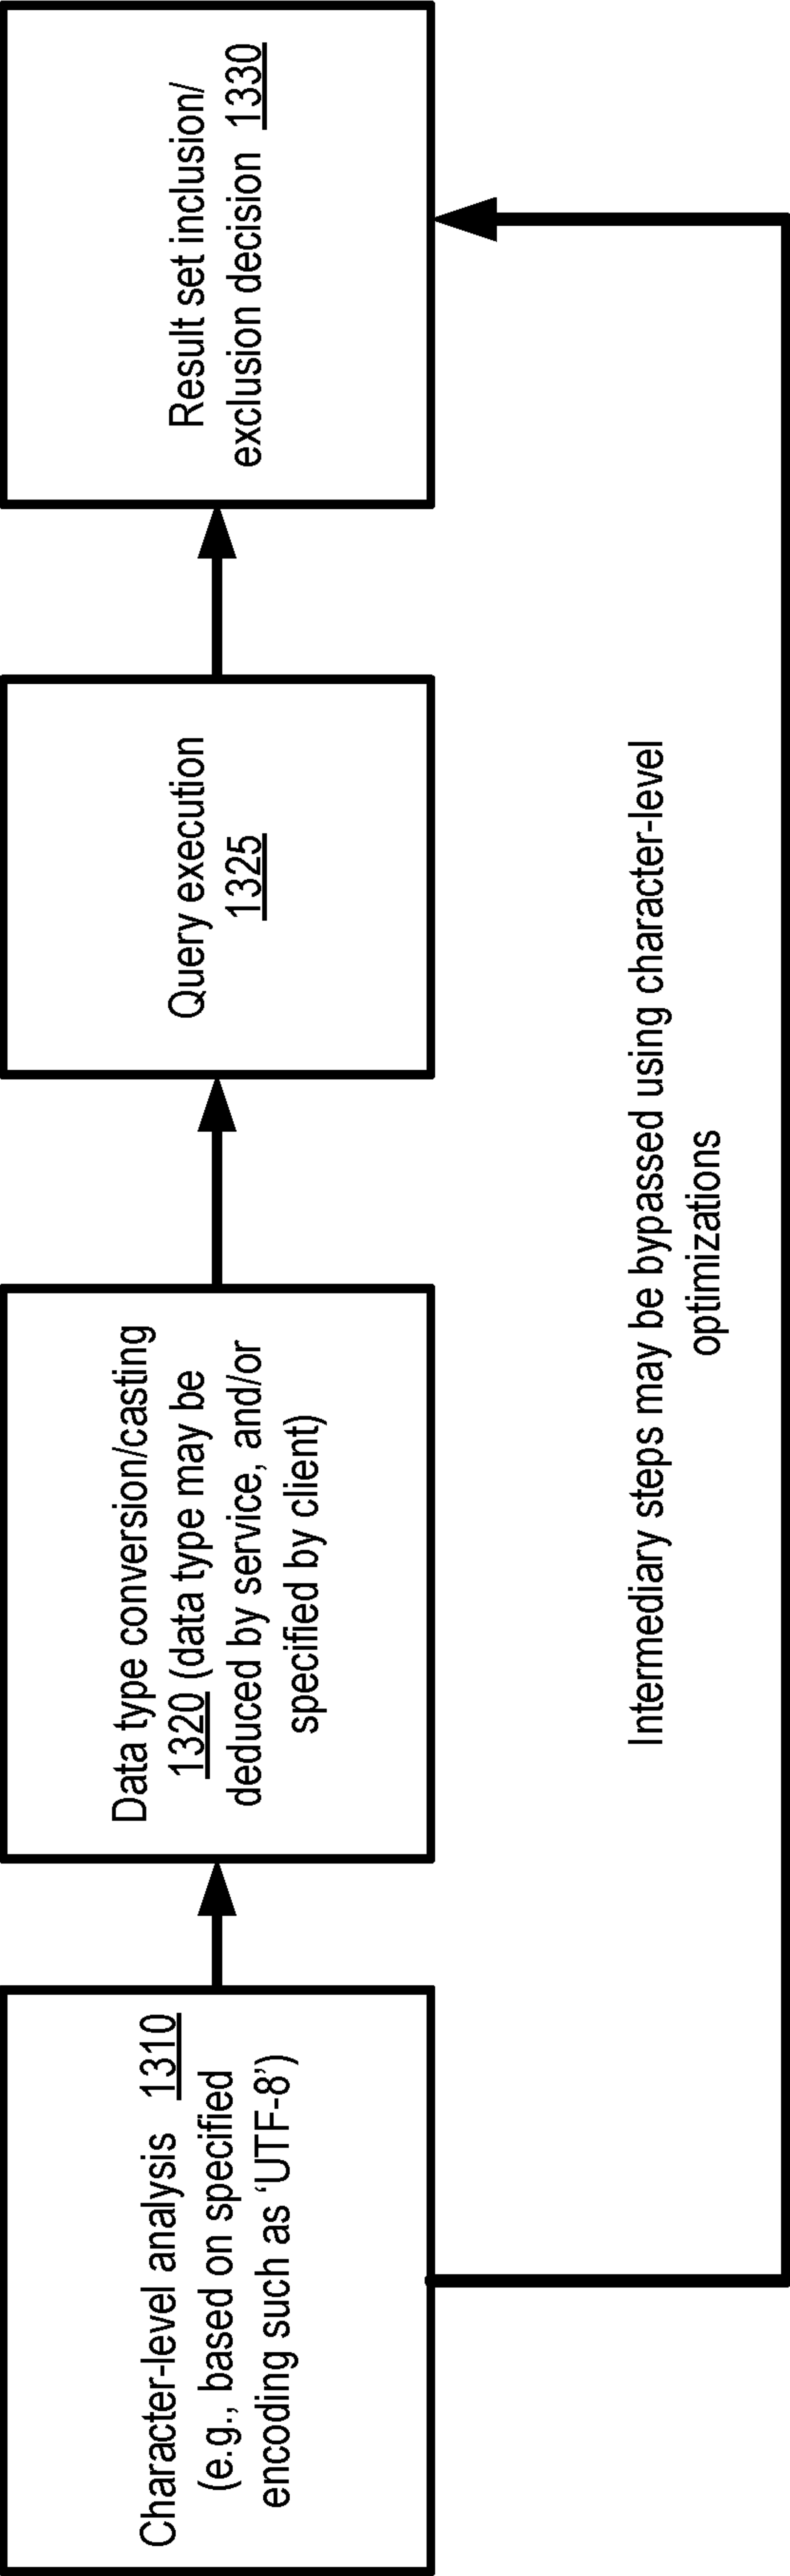 Character-level analysis 1310
(e.g., based on specified
encoding such as ‘UTF-8’)
Data type conversion/casting
1320 (data type may be
deduced by service, and/or
specified by client)
Query execution
1325
Result set inclusion/
exclusion decision 1330
Intermediary steps may be bypassed using character-level
optimizations